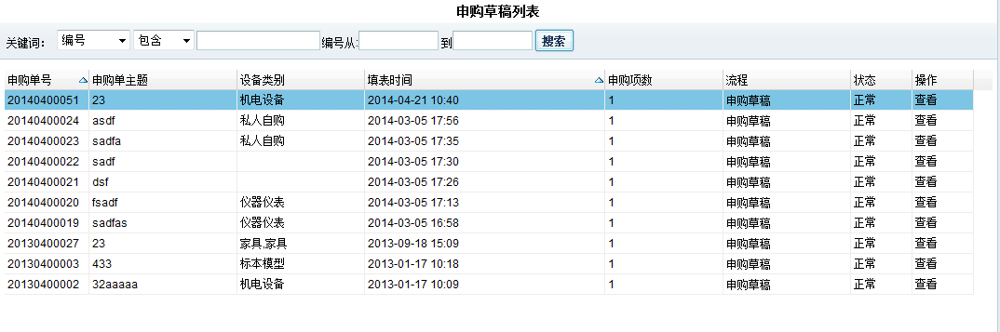 申购草稿列表
关键词: 编号 包含 编号从: 到 搜索
申购单号 申购单主题 设备类别 填表时间 申购项数 流程 状态 操作
20140400051 23 机电设备 2014-04-21 10:40 1 申购草稿 正常 查看
20140400024 asdf 私人自购 2014-03-05 17:56 1 申购草稿 正常 查看
20140400023 sadfa 私人自购 2014-03-05 17:35 1 申购草稿 正常 查看
20140400022 sadf 2014-03-05 17:30 1 申购草稿 正常 查看
20140400021 dsf 2014-03-05 17:26 1 申购草稿 正常 查看
20140400020 fsadf 仪器仪表 2014-03-05 17:13 1 申购草稿 正常 查看
20140400019 sadfas 仪器仪表 2014-03-05 16:58 1 申购草稿 正常 查看
20130400027 23 家具,家具 2013-09-18 15:09 1 申购草稿 正常 查看
20130400003 433 标本模型 2013-01-17 10:18 1 申购草稿 正常 查看
20130400002 32aaaaa 机电设备 2013-01-17 10:09 1 申购草稿 正常 查看